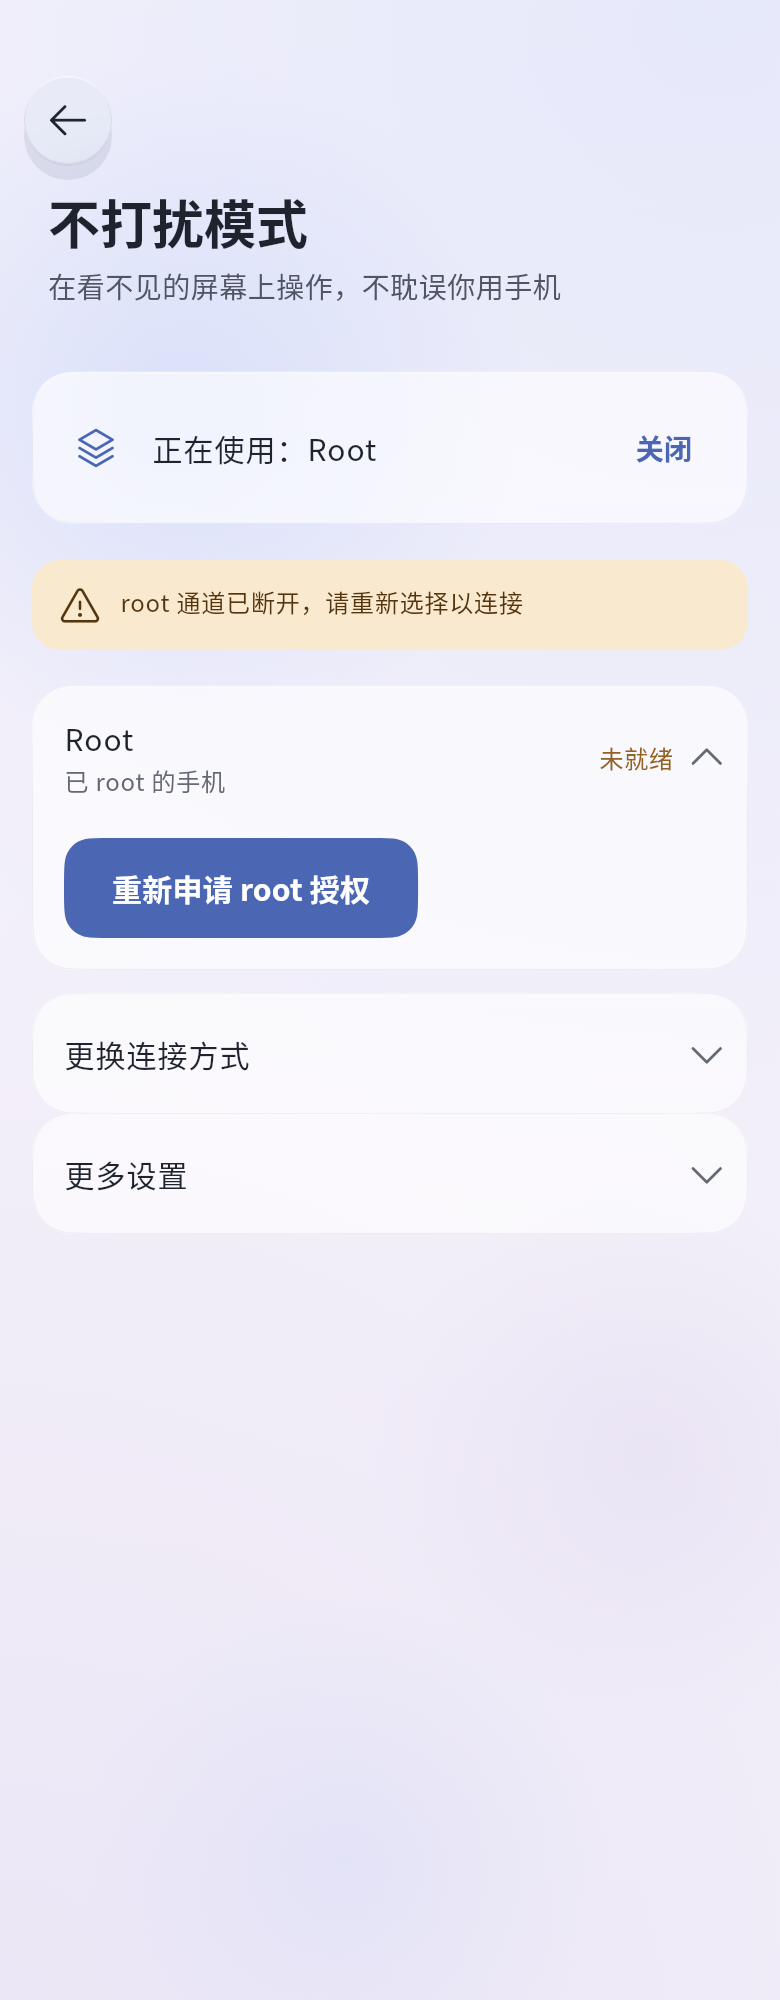 不打扰模式
在看不见的屏幕上操作，不耽误你用手机
正在使用：Root
关闭
root 通道已断开，请重新选择以连接
Root
未就绪
已 root 的手机
重新申请 root 授权
更换连接方式
更多设置